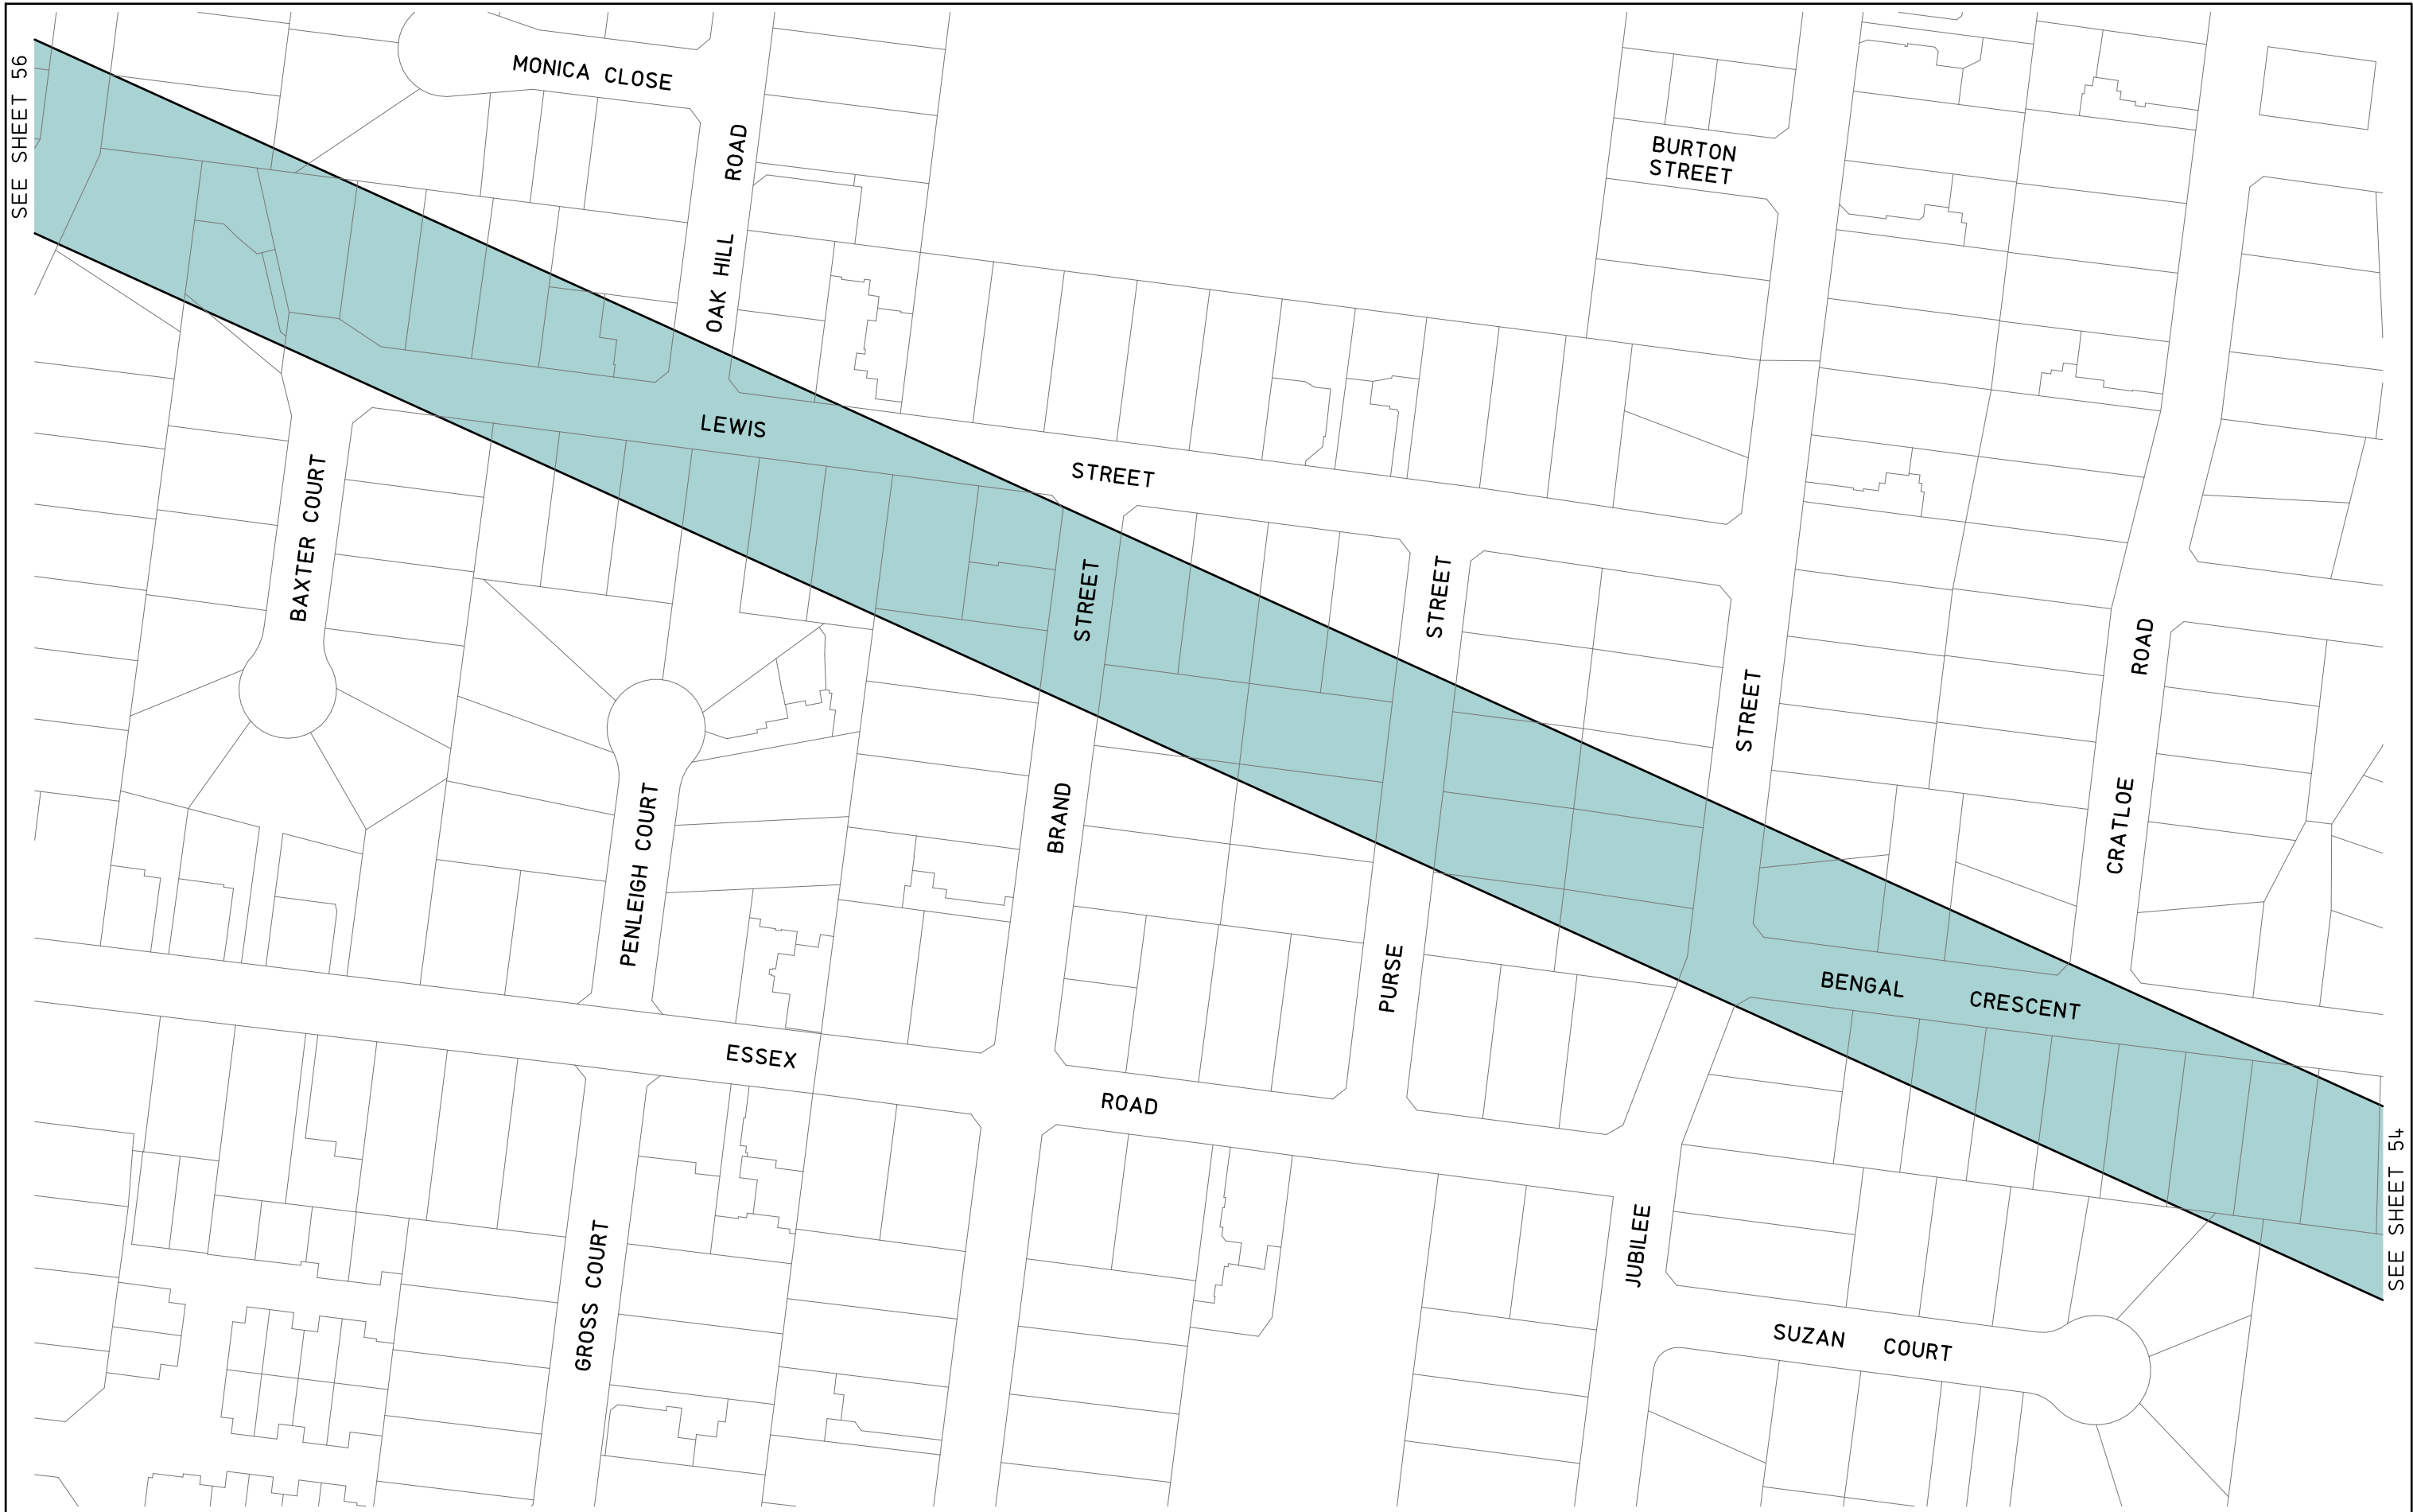 SEE SHEET 56
MONICA CLOSE
OAK HILL ROAD
BURTON
STREET
LEWIS STREET
BAXTER COURT
BRAND STREET
PURSE STREET
JUBILEE STREET
CRATLOE ROAD
PENLEIGH COURT
BENGAL CRESCENT
ESSEX ROAD
GROSS COURT
SUZAN COURT
SEE SHEET 54